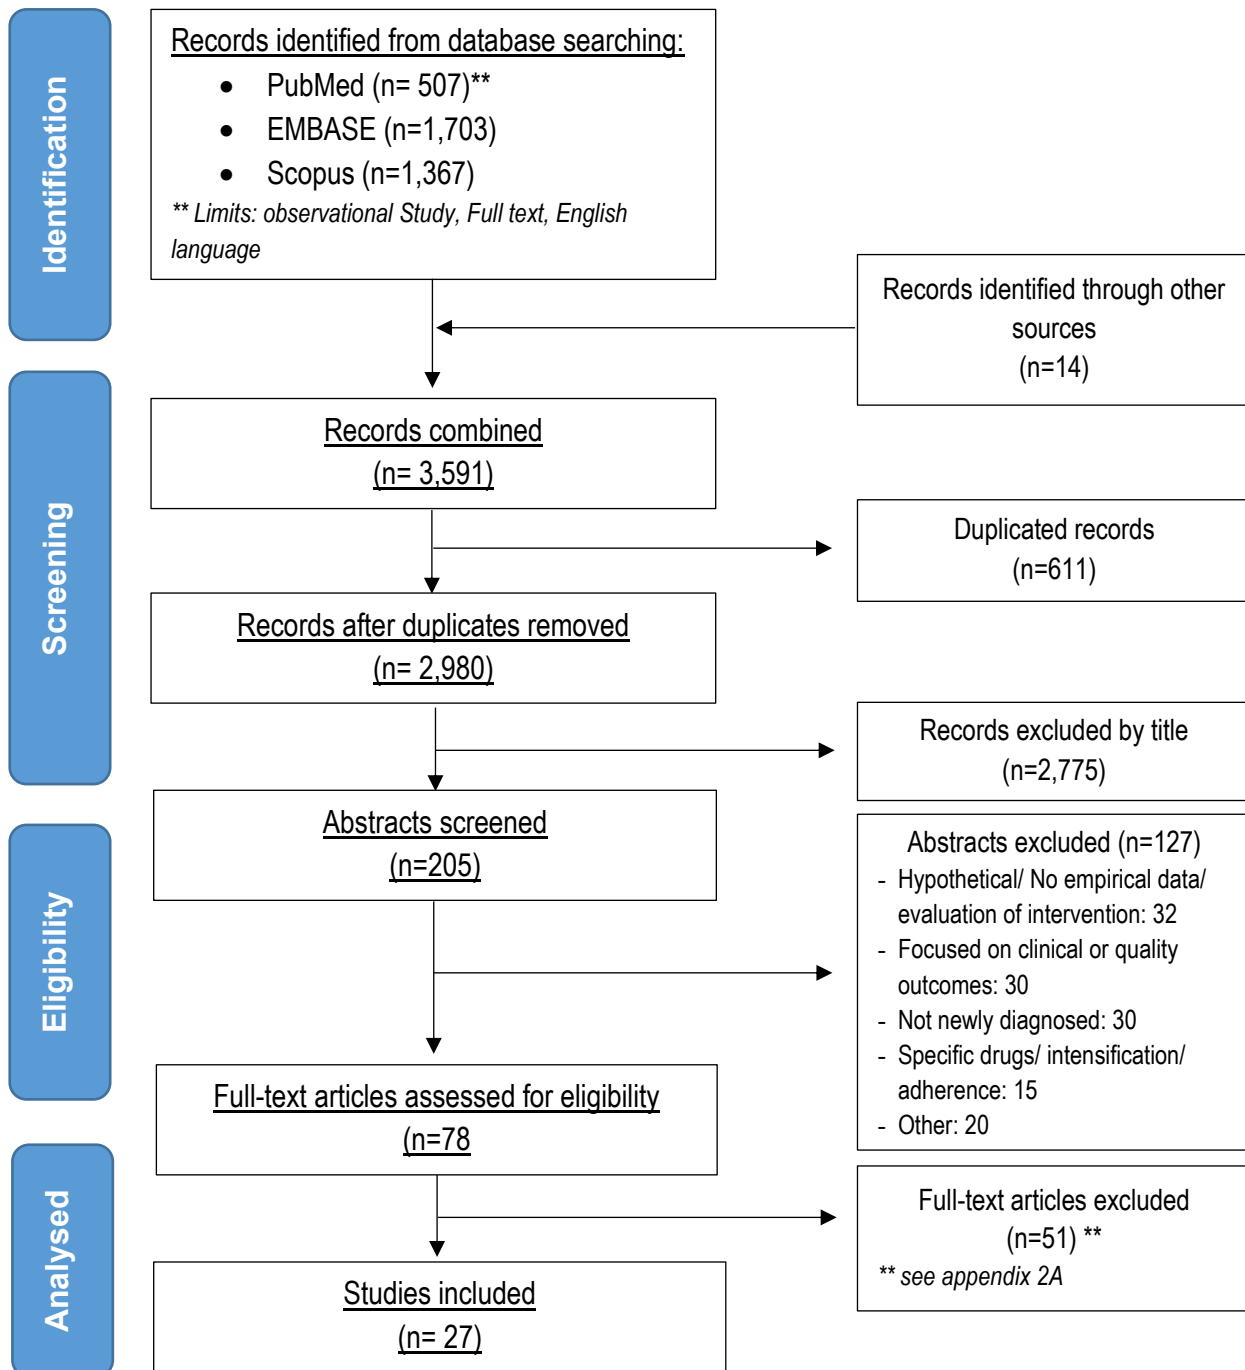 Identification
Records identified from database searching:
• PubMed (n= 507)**
• EMBASE (n=1,703)
• Scopus (n=1,367)
** Limits: observational Study, Full text, English
language
Records identified through other
sources
(n=14)
Screening
Records combined
(n= 3,591)
Duplicated records
(n=611)
Records after duplicates removed
(n= 2,980)
Records excluded by title
(n=2,775)
Eligibility
Abstracts screened
(n=205)
Abstracts excluded (n=127)
- Hypothetical/ No empirical data/
evaluation of intervention: 32
- Focused on clinical or quality
outcomes: 30
- Not newly diagnosed: 30
- Specific drugs/ intensification/
adherence: 15
- Other: 20
Full-text articles assessed for eligibility
(n=78
Analysed
Full-text articles excluded
(n=51) **
** see appendix 2A
Studies included
(n= 27)